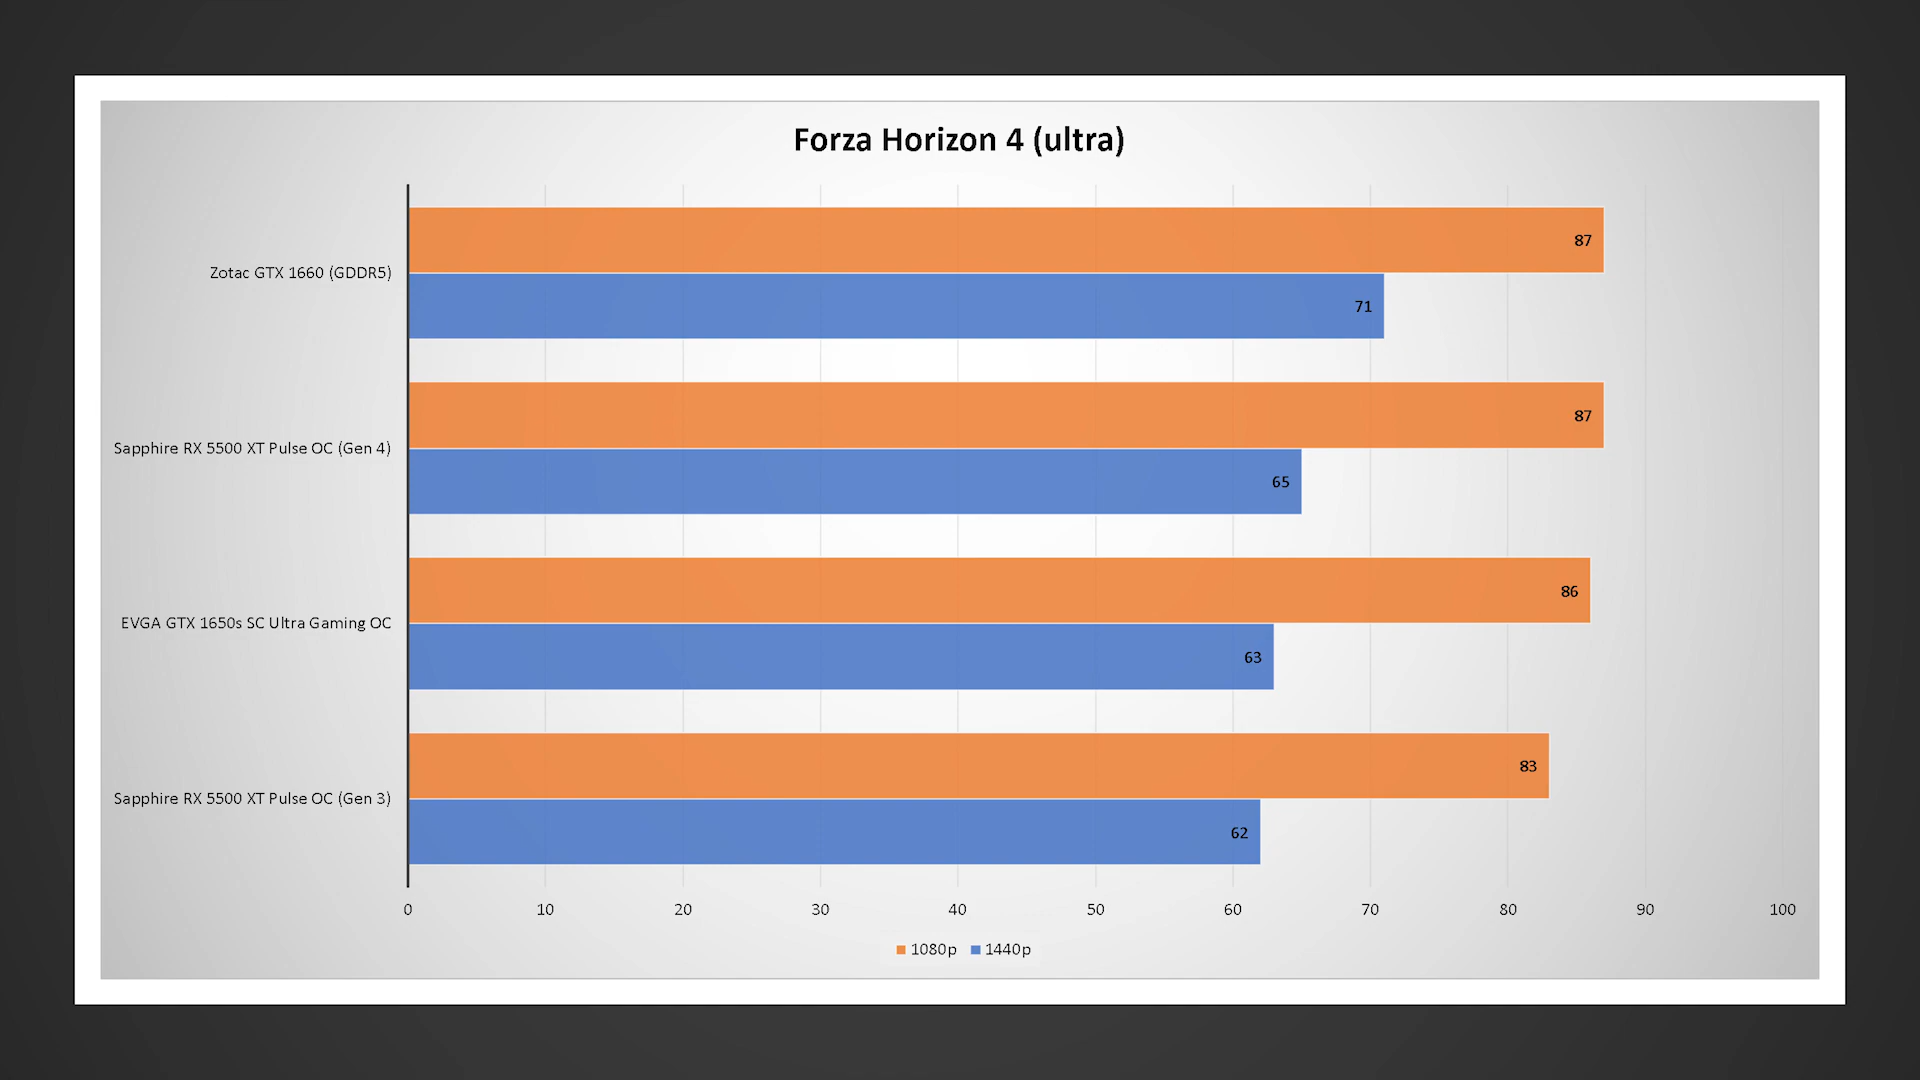 Forza Horizon 4 (ultra)
Zotac GTX 1660 (GDDR5)
87
71
Sapphire RX 5500 XT Pulse OC (Gen 4)
87
65
EVGA GTX 1650s SC Ultra Gaming OC
86
63
Sapphire RX 5500 XT Pulse OC (Gen 3)
83
62
0 10 20 30 40 50 60 70 80 90 100
1080p 1440p